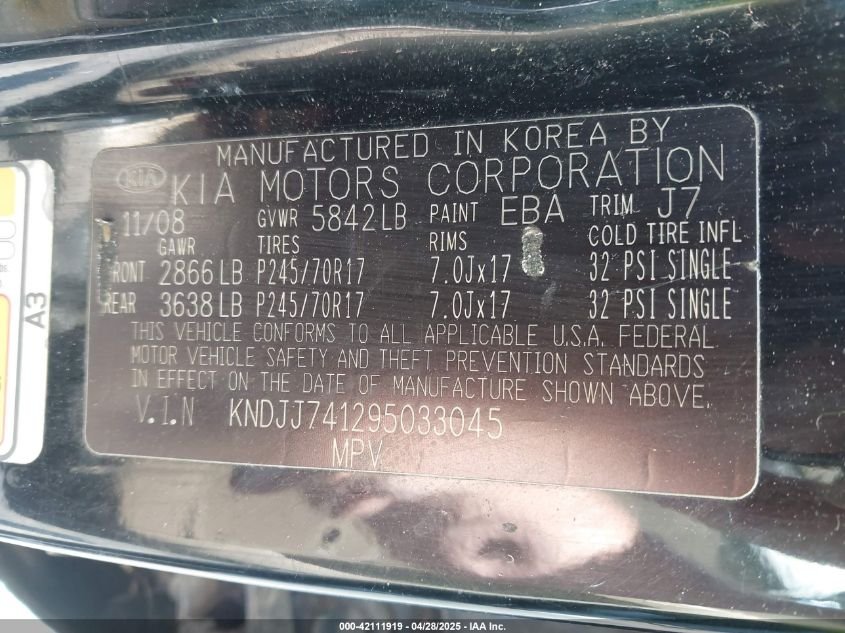 MANUFACTURED IN KOREA BY
KIA KIA MOTORS CORPORATION
11/08 GVWR 5842LB PAINT EBA TRIM J7
GAWR TIRES RIMS COLD TIRE INFL
FRONT 2866LB P245/70R17 7.0Jx17 32 PSI SINGLE
REAR 3638LB P245/70R17 7.0Jx17 32 PSI SINGLE
THIS VEHICLE CONFORMS TO ALL APPLICABLE U.S.A. FEDERAL
MOTOR VEHICLE SAFETY AND THEFT PREVENTION STANDARDS
IN EFFECT ON THE DATE OF MANUFACTURE SHOWN ABOVE.
V.I.N KNDJJ741295033045
MPV
A3
000-42111919 - 04/28/2025 - IAA Inc.